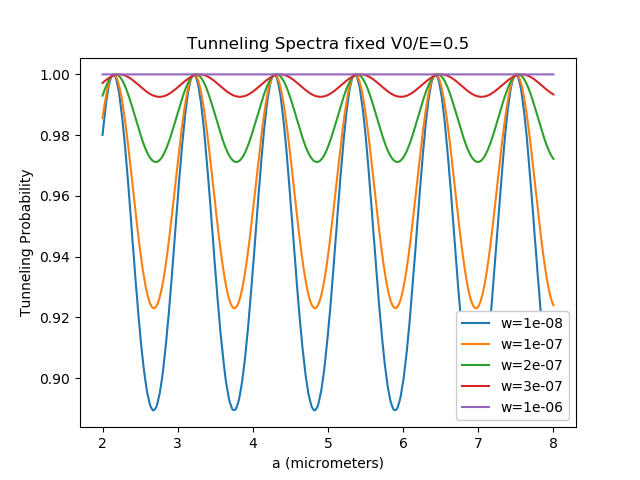 Tunneling Spectra fixed V0/E=0.5
Tunneling Probability
1.00
0.98
0.96
0.94
0.92
0.90
w=1e-08
w=1e-07
w=2e-07
w=3e-07
w=1e-06
2 3 4 5 6 7 8
a (micrometers)